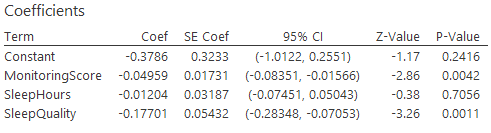 Coefficients
Term Coef SE Coef 95% CI Z-Value P-Value
Constant -0.3786 0.3233 (-1.0122, 0.2551) -1.17 0.2416
MonitoringScore -0.04959 0.01731 (-0.08351, -0.01566) -2.86 0.0042
SleepHours -0.01204 0.03187 (-0.07451, 0.05043) -0.38 0.7056
SleepQuality -0.17701 0.05432 (-0.28348, -0.07053) -3.26 0.0011